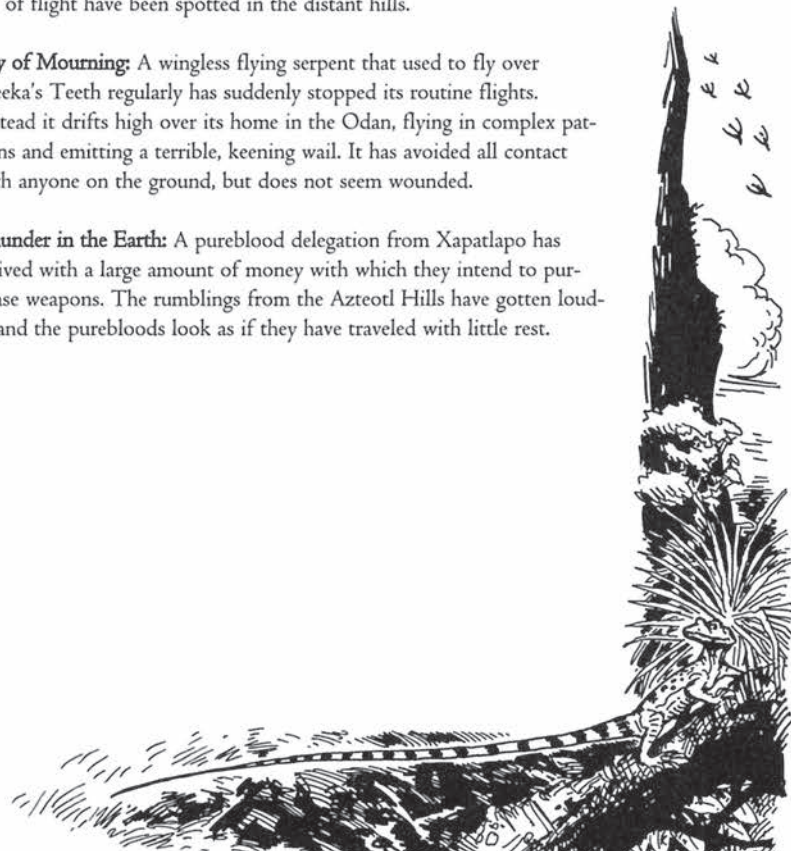 of flight have been spotted in the distant hills.
y of Mourning: A wingless flying serpent that used to fly over
eeka's Teeth regularly has suddenly stopped its routine flights.
tead it drifts high over its home in the Odan, flying in complex pat-
ns and emitting a terrible, keening wail. It has avoided all contact
h anyone on the ground, but does not seem wounded.
under in the Earth: A pureblood delegation from Xapatlapo has
ived with a large amount of money with which they intend to pur-
se weapons. The rumblings from the Azteotl Hills have gotten loud-
and the purebloods look as if they have traveled with little rest.